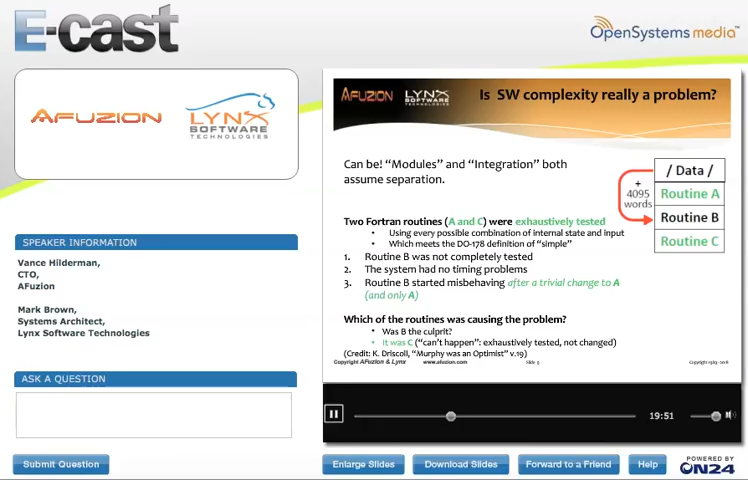 E-cast
OpenSystems media™
AFUZION
LYNX
SOFTWARE
TECHNOLOGIES
SPEAKER INFORMATION
Vance Hilderman,
CTO,
AFuzion
Mark Brown,
Systems Architect,
Lynx Software Technologies
ASK A QUESTION
Submit Question
AFUZION
LYNX
SOFTWARE
TECHNOLOGIES
Is SW complexity really a problem?
Can be! “Modules” and “Integration” both
assume separation.
/ Data /
Routine A
Routine B
Routine C
+
4095
words
Two Fortran routines (A and C) were exhaustively tested
• Using every possible combination of internal state and input
• Which meets the DO-178 definition of “simple”
1. Routine B was not completely tested
2. The system had no timing problems
3. Routine B started misbehaving after a trivial change to A
(and only A)
Which of the routines was causing the problem?
• Was B the culprit?
• It was C (“can’t happen”: exhaustively tested, not changed)
(Credit: K. Driscoll, “Murphy was an Optimist” v.19)
Copyright AFuzion & Lynx www.afuzion.com Slide 5
19:51
Enlarge Slides
Download Slides
Forward to a Friend
Help
POWERED BY
ON24